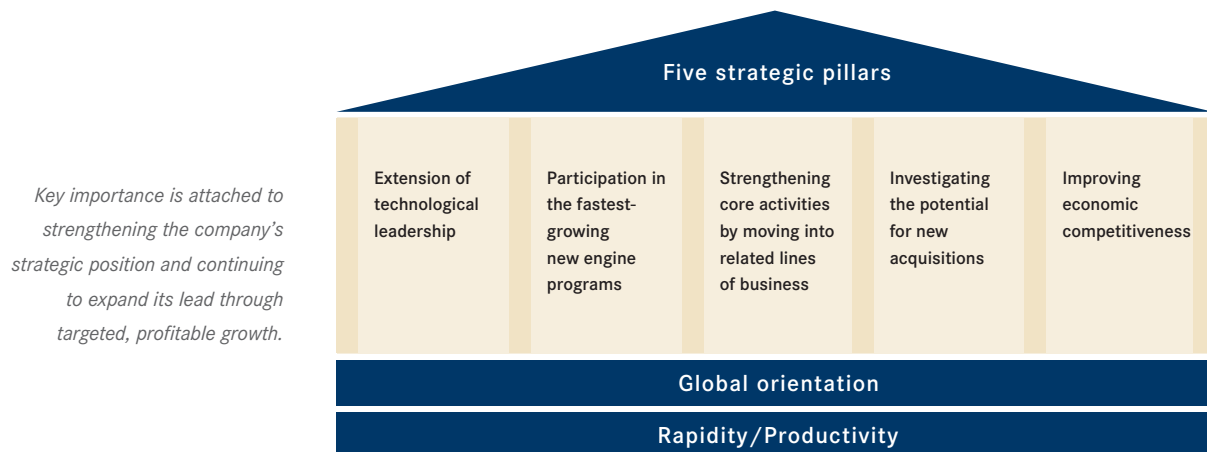 Five strategic pillars
Key importance is attached to
strengthening the company's
strategic position and continuing
to expand its lead through
targeted, profitable growth.
Extension of
technological
leadership
Participation in
the fastest-
growing
new engine
programs
Strengthening
core activities
by moving into
related lines
of business
Investigating
the potential
for new
acquisitions
Improving
economic
competitiveness
Global orientation
Rapidity/Productivity